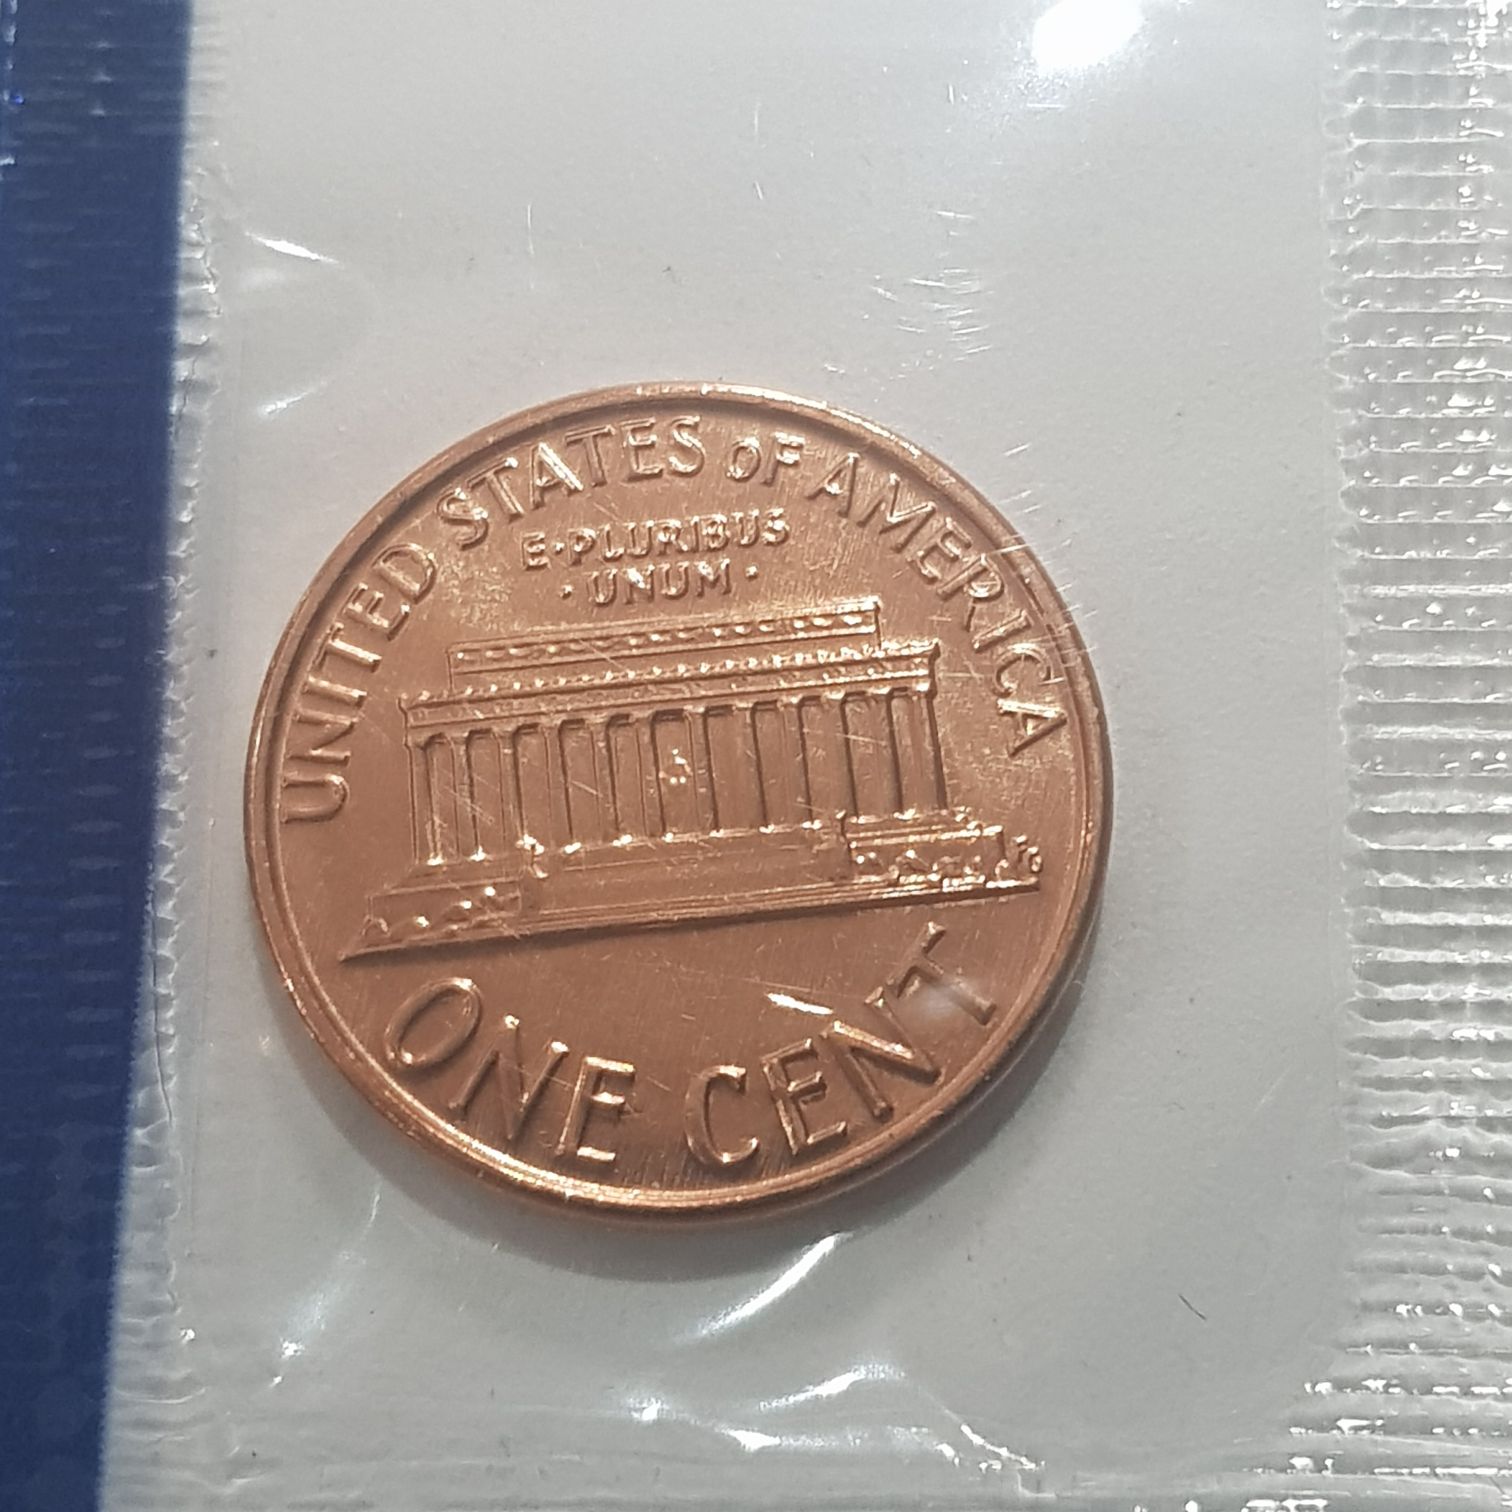 UNITED STATES OF AMERICA
E·PLURIBUS
·UNUM·
ONE CENT